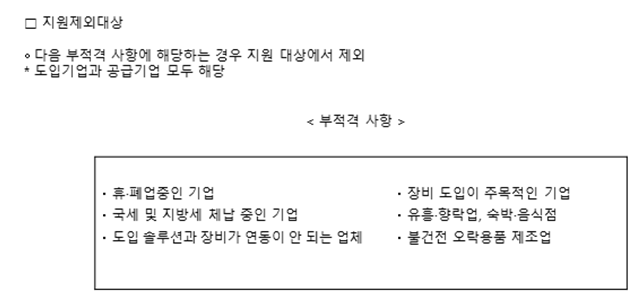 □ 지원제외대상
∘ 다음 부적격 사항에 해당하는 경우 지원 대상에서 제외
* 도입기업과 공급기업 모두 해당
< 부적격 사항 >
· 휴·폐업중인 기업
· 국세 및 지방세 체납 중인 기업
· 도입 솔루션과 장비가 연동이 안 되는 업체
· 장비 도입이 주목적인 기업
· 유흥·향락업, 숙박·음식점
· 불건전 오락용품 제조업